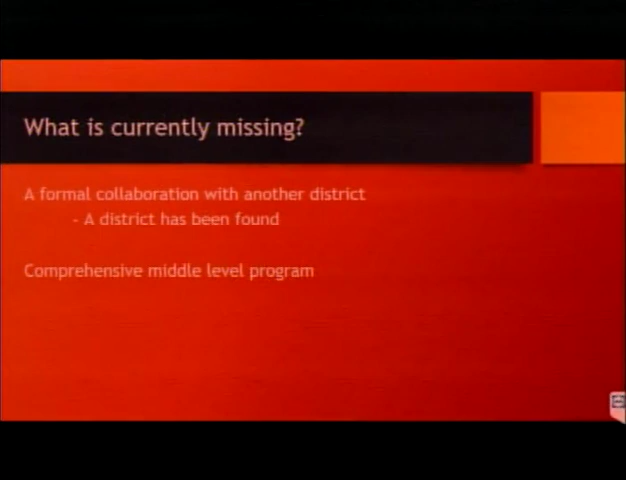 What is currently missing?
A formal collaboration with another district
- A district has been found
Comprehensive middle level program